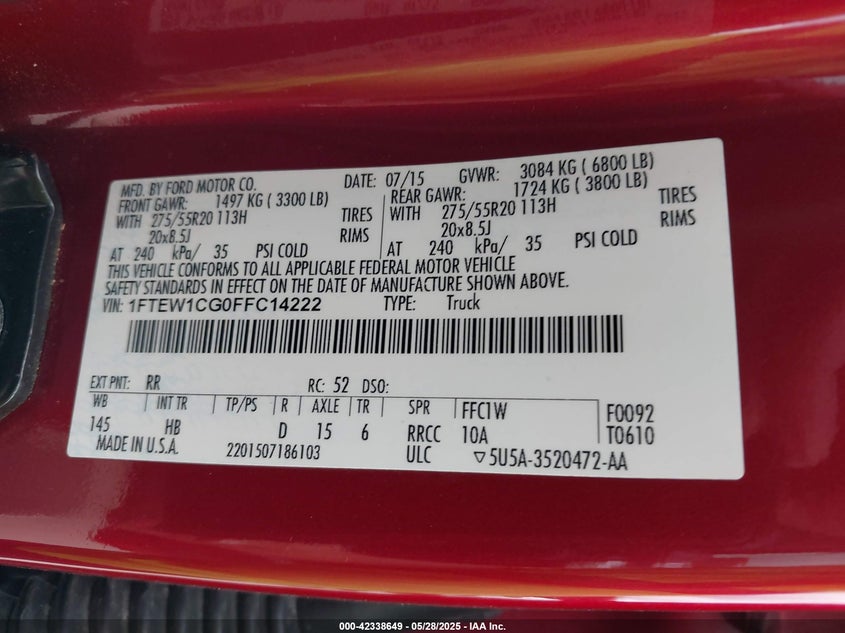 MFD. BY FORD MOTOR CO.
DATE: 07/15 GVWR: 3084 KG ( 6800 LB)
FRONT GAWR: 1497 KG ( 3300 LB)
REAR GAWR: 1724 KG ( 3800 LB)
WITH 275/55R20 113H TIRES
WITH 275/55R20 113H TIRES
20x8.5J RIMS
20x8.5J RIMS
AT 240 kPa/ 35 PSI COLD
AT 240 kPa/ 35 PSI COLD
THIS VEHICLE CONFORMS TO ALL APPLICABLE FEDERAL MOTOR VEHICLE
SAFETY STANDARDS IN EFFECT ON THE DATE OF MANUFACTURE SHOWN ABOVE.
VIN: 1FTEW1CG0FFC14222 TYPE: Truck
EXT PNT: RR RC: 52 DSO:
WB INT TR TP/PS R AXLE TR SPR FFC1W F0092
145 HB D 15 6 RRCC 10A T0610
MADE IN U.S.A. 2201507186103 ULC ▽5U5A-3520472-AA
000-42338649 — 05/28/2025 — IAA Inc.